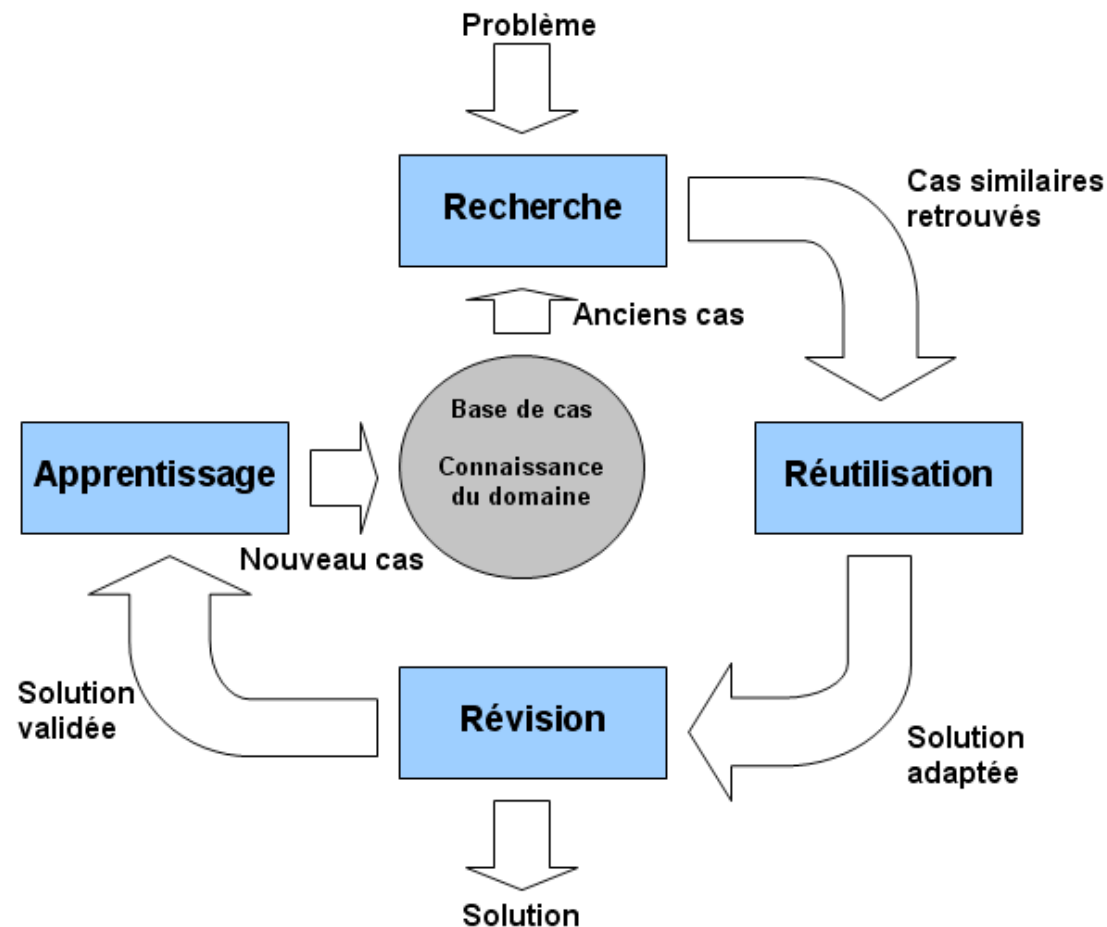 Problème
Recherche
Cas similaires
retrouvés
Anciens cas
Base de cas
Connaissance
du domaine
Apprentissage
Réutilisation
Nouveau cas
Solution
validée
Révision
Solution
adaptée
Solution